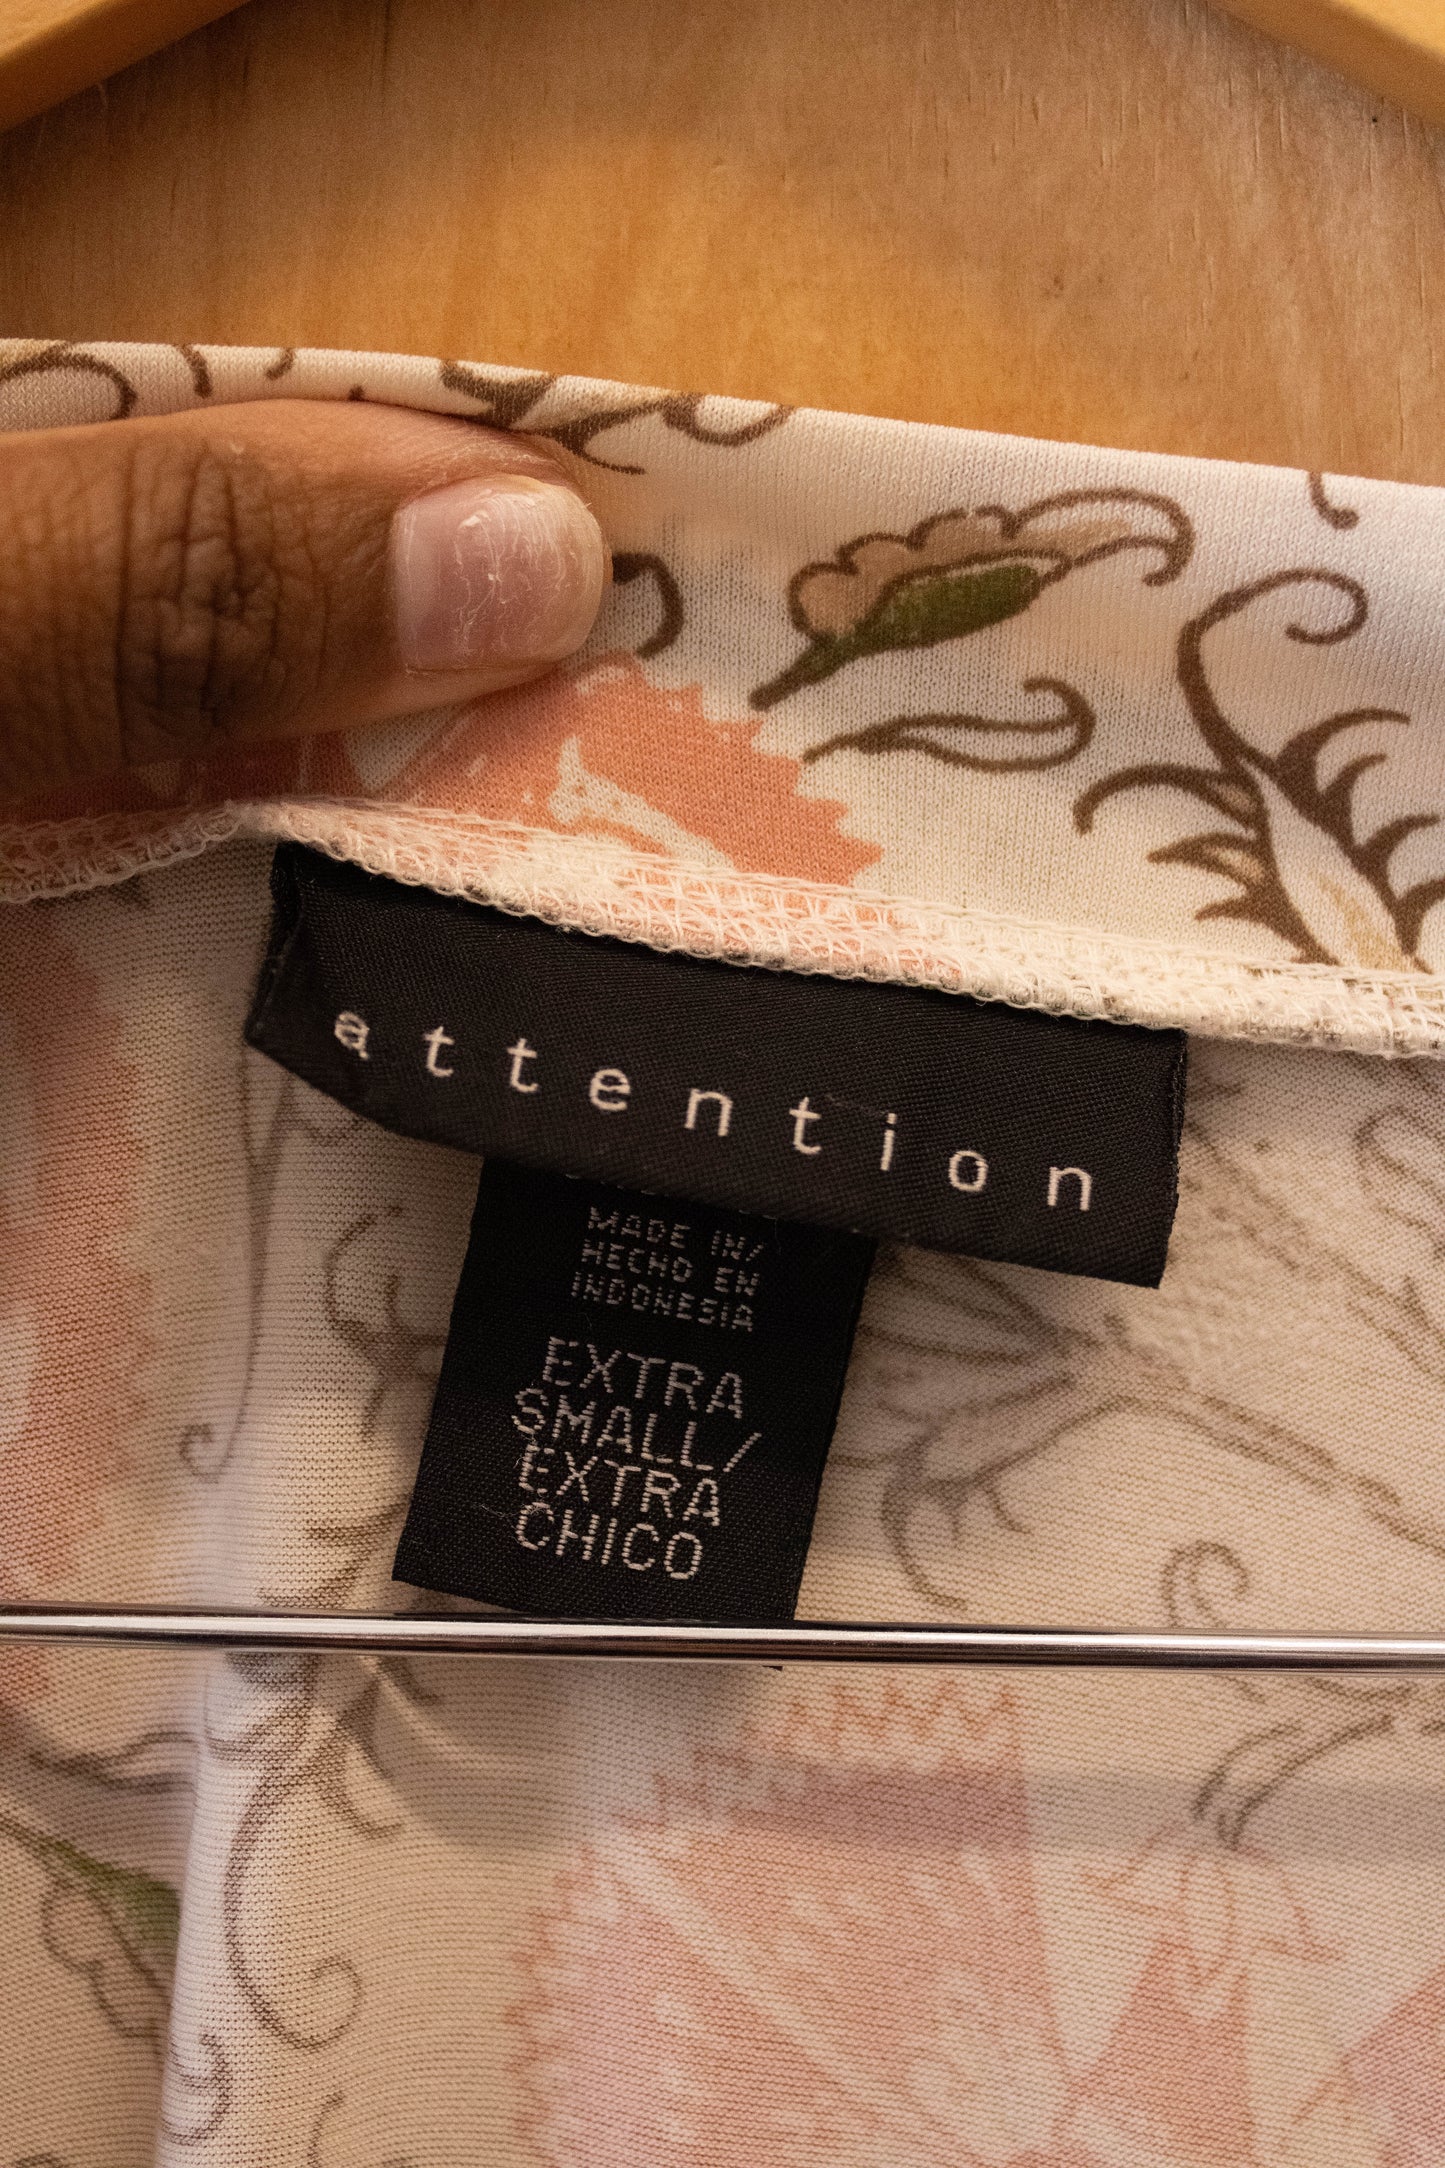 attention
MADE IN/
HECHO EN
INDONESIA
EXTRA
SMALL/
EXTRA
CHICO